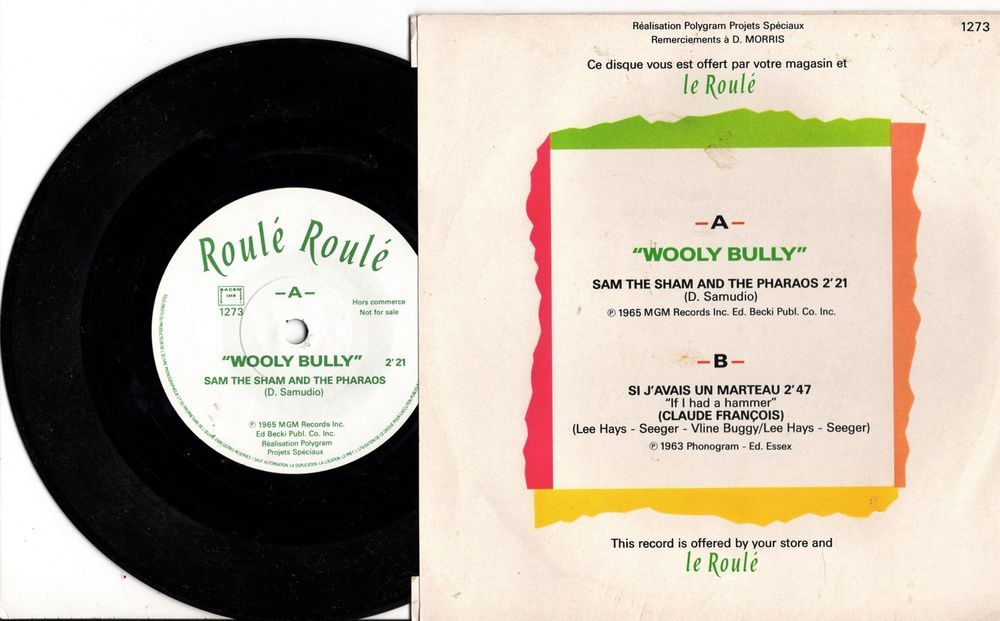 Roulé Roulé
SACEM
–A–
1273
Hors commerce
Not for sale
"WOOLY BULLY" 2'21
SAM THE SHAM AND THE PHARAOS
(D. Samudio)
℗ 1965 MGM Records Inc.
Ed Becki Publ. Co. Inc.
Réalisation Polygram
Projets Spéciaux
Réalisation Polygram Projets Spéciaux
Remerciements à D. MORRIS
1273
Ce disque vous est offert par votre magasin et
le Roulé
–A–
"WOOLY BULLY"
SAM THE SHAM AND THE PHARAOS 2'21
(D. Samudio)
℗ 1965 MGM Records Inc. Ed. Becki Publ. Co. Inc.
–B–
SI J'AVAIS UN MARTEAU 2'47
"If I had a hammer"
(CLAUDE FRANÇOIS)
(Lee Hays - Seeger - Vline Buggy/Lee Hays - Seeger)
℗ 1963 Phonogram - Ed. Essex
This record is offered by your store and
le Roulé